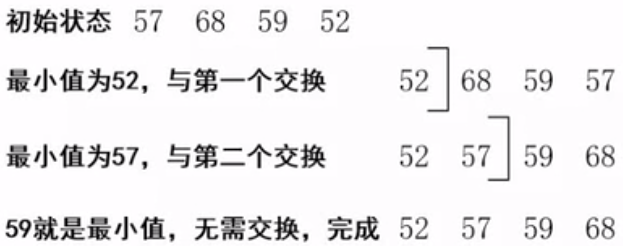 初始状态 57 68 59 52
最小值为52，与第一个交换 52 68 59 57
最小值为57，与第二个交换 52 57 59 68
59就是最小值，无需交换，完成 52 57 59 68